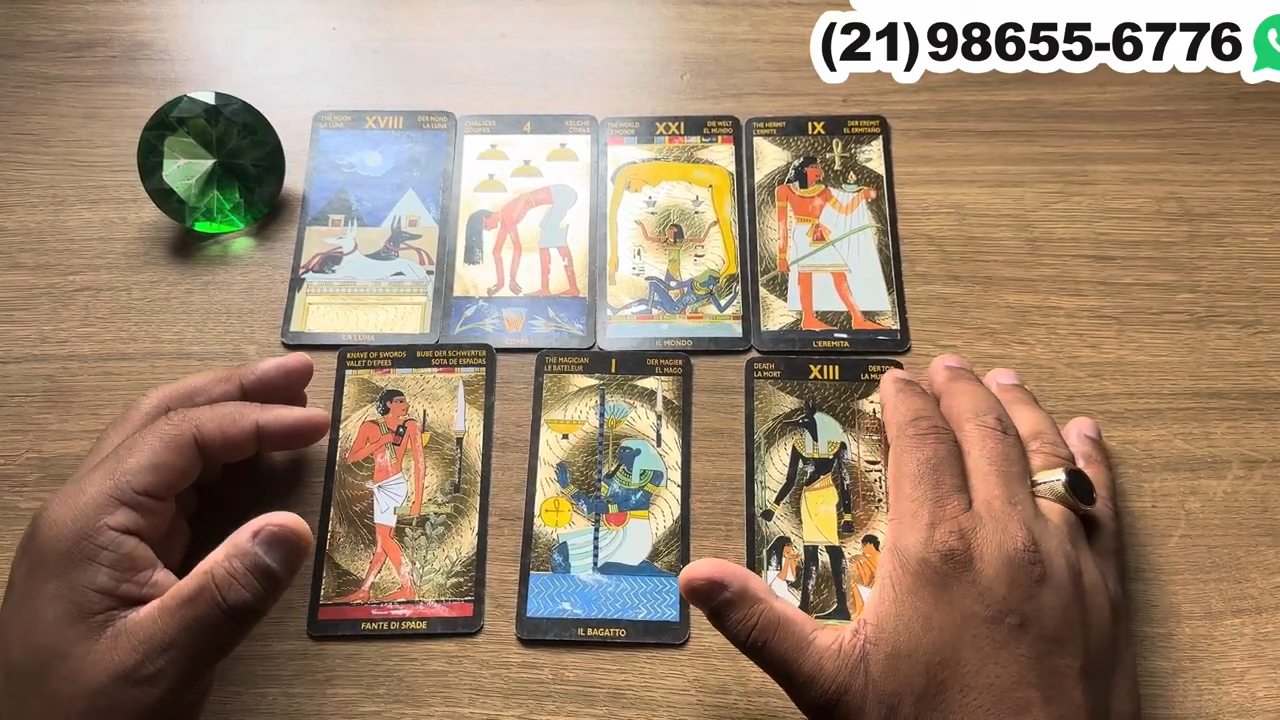 (21)98655-6776
THE MOON
LA LUNE
XVIII
DER MOND
LA LUNA
LA LUNA
CHALICES
COUPES
4
KELCHE
COPAS
COPPE
THE WORLD
LE MONDE
XXI
DIE WELT
EL MUNDO
IL MONDO
THE HERMIT
L'ERMITE
IX
DER EREMIT
EL ERMITAÑO
L'EREMITA
KNAVE OF SWORDS
VALET D'EPEES
BUBE DER SCHWERTER
SOTA DE ESPADAS
FANTE DI SPADE
THE MAGICIAN
LE BATELEUR
I
DER MAGIER
EL MAGO
IL BAGATTO
DEATH
LA MORT
XIII